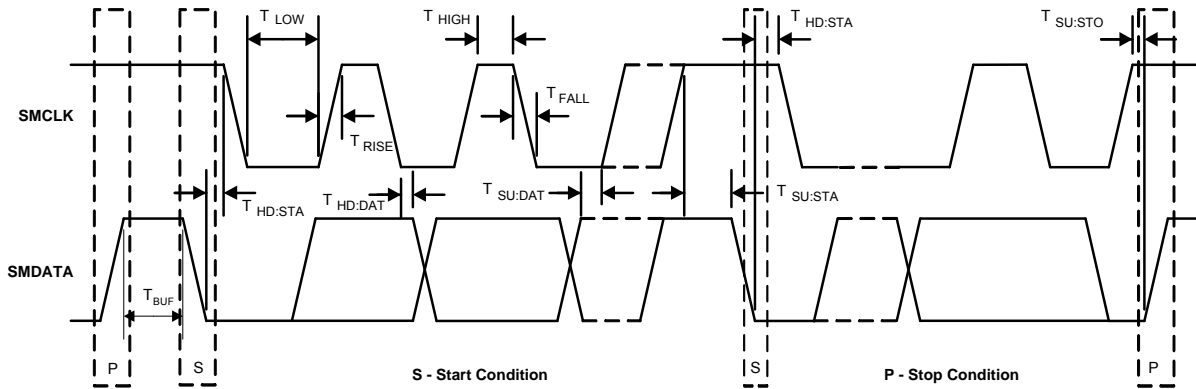 T LOW
T HIGH
T HD:STA
T SU:STO
SMCLK
T FALL
T RISE
T HD:STA
T HD:DAT
T SU:DAT
T SU:STA
SMDATA
T BUF
P
S
S - Start Condition
S
P - Stop Condition
P